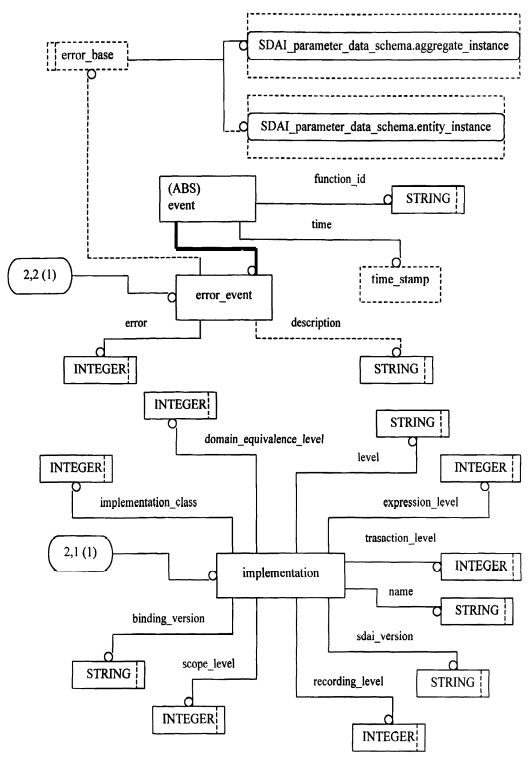 error_base
SDAI_parameter_data_schema.aggregate_instance
SDAI_parameter_data_schema.entity_instance
(ABS)
event
function_id
STRING
time
time_stamp
2,2 (1)
error_event
error
description
INTEGER
STRING
INTEGER
domain_equivalence_level
STRING
level
INTEGER
implementation_class
INTEGER
expression_level
trasaction_level
2,1 (1)
implementation
INTEGER
name
STRING
binding_version
sdai_version
STRING
scope_level
recording_level
STRING
INTEGER
INTEGER